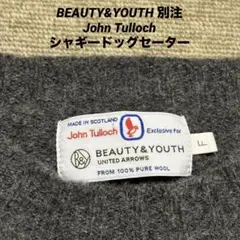 BEAUTY&YOUTH 別注
John Tulloch
シャギードッグセーター
MADE IN SCOTLAND
John Tulloch Exclusive For
B&Y BEAUTY&YOUTH
UNITED ARROWS
FROM 100% PURE WOOL